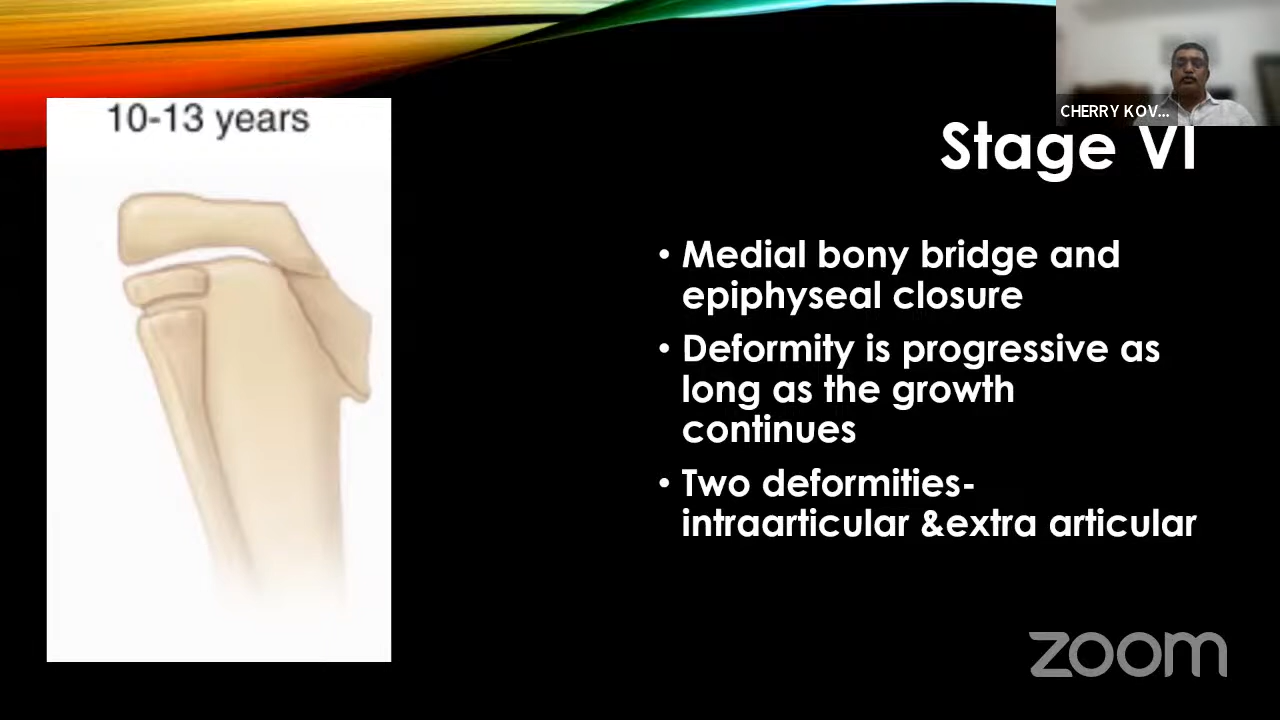 10-13 years
CHERRY KOV...
Stage VI
• Medial bony bridge and
epiphyseal closure
• Deformity is progressive as
long as the growth
continues
• Two deformities-
intraarticular &extra articular
zoom